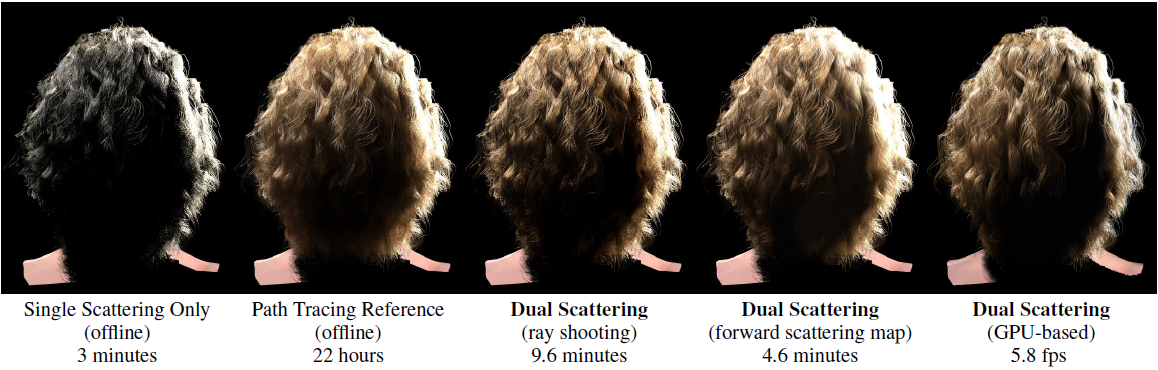 Single Scattering Only
(offline)
3 minutes
Path Tracing Reference
(offline)
22 hours
Dual Scattering
(ray shooting)
9.6 minutes
Dual Scattering
(forward scattering map)
4.6 minutes
Dual Scattering
(GPU-based)
5.8 fps